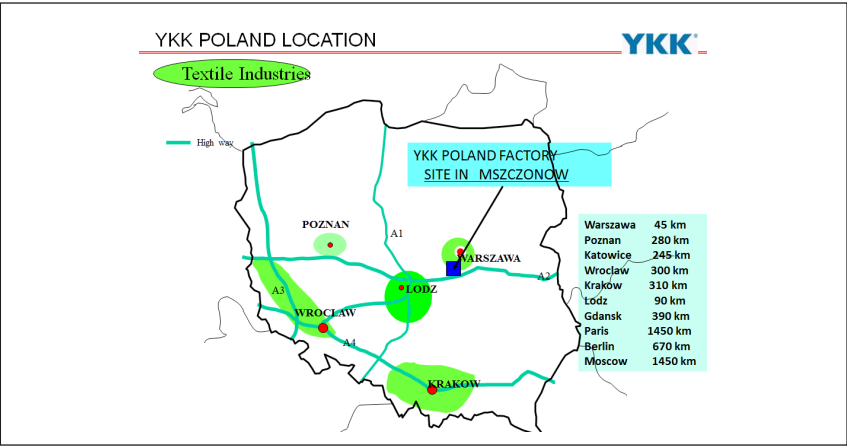 YKK POLAND LOCATION
YKK
Textile Industries
High way
YKK POLAND FACTORY
SITE IN MSZCZONOW
POZNAN
A1
WARSZAWA
A2
A3
LODZ
WROCŁAW
A4
KRAKOW
Warszawa 45 km
Poznan 280 km
Katowice 245 km
Wroclaw 300 km
Krakow 310 km
Lodz 90 km
Gdansk 390 km
Paris 1450 km
Berlin 670 km
Moscow 1450 km